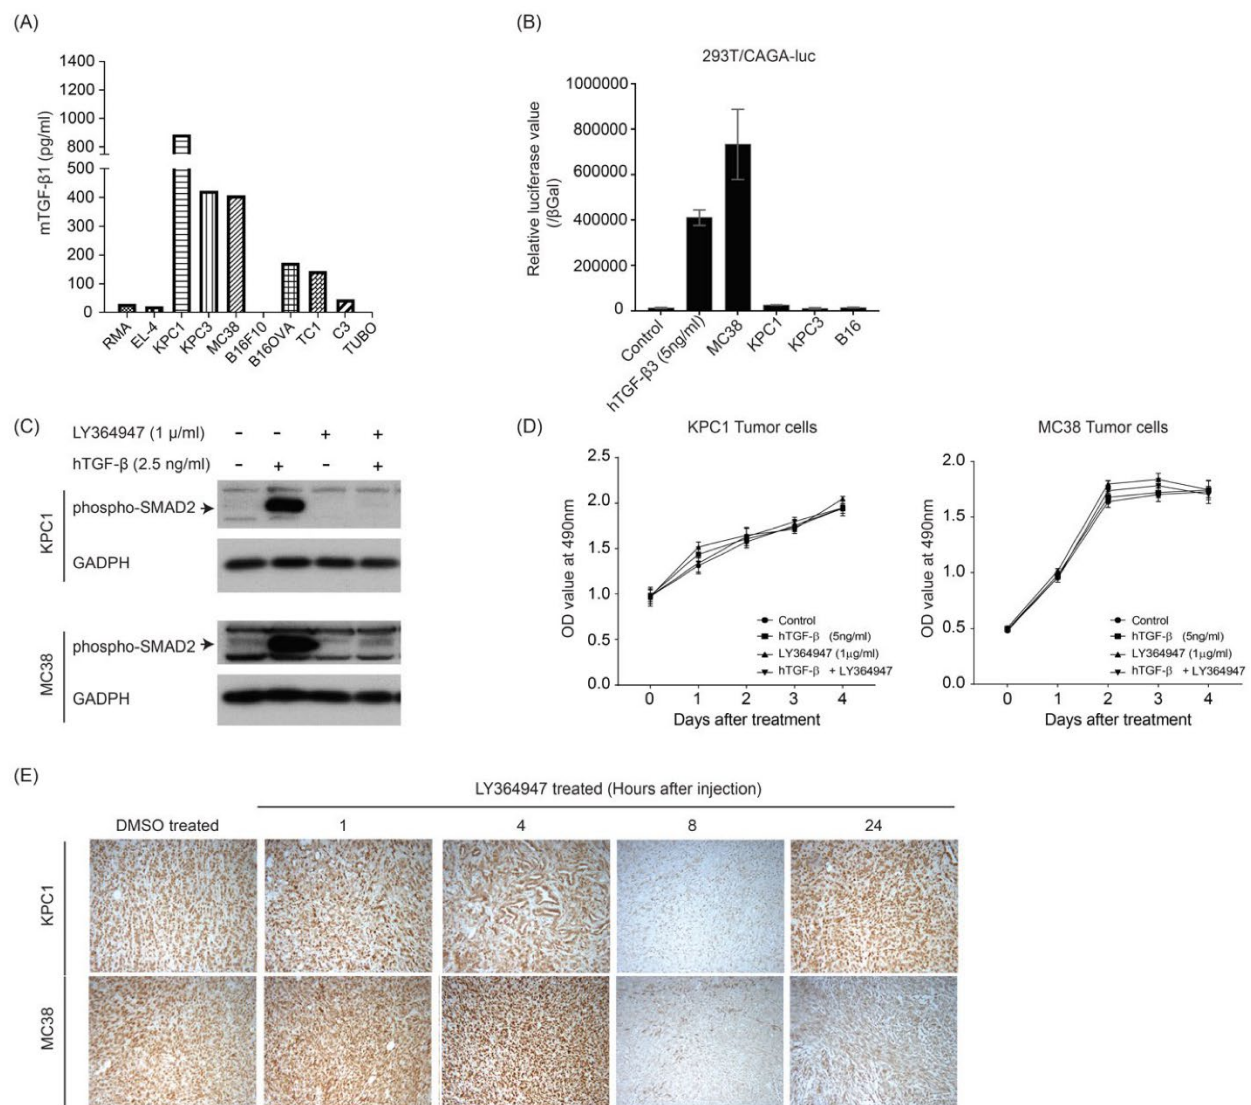 (A)
mTGF-β1 (pg/ml)
1400
1200
1000
800
600
400
300
200
100
0
RMA
EL-4
KPC1
KPC3
MC38
B16F10
B16OVA
TC1
C3
TUBO
(B)
293T/CAGA-luc
Relative luciferase value
(/βGal)
1000000
800000
600000
400000
200000
0
Control
hTGF-β3 (5ng/ml)
MC38
KPC1
KPC3
B16
(C)
LY364947 (1 μ/ml) - - + +
hTGF-β (2.5 ng/ml) - + - +
KPC1
phospho-SMAD2
GADPH
MC38
phospho-SMAD2
GADPH
(D)
KPC1 Tumor cells
OD value at 490nm
2.5
2.0
1.5
1.0
0.5
0.0
Control
hTGF-β (5ng/ml)
LY364947 (1μg/ml)
hTGF-β + LY364947
0 1 2 3 4
Days after treatment
MC38 Tumor cells
OD value at 490nm
2.0
1.5
1.0
0.5
0.0
Control
hTGF-β (5ng/ml)
LY364947 (1μg/ml)
hTGF-β + LY364947
0 1 2 3 4
Days after treatment
(E)
LY364947 treated (Hours after injection)
DMSO treated 1 4 8 24
KPC1
MC38